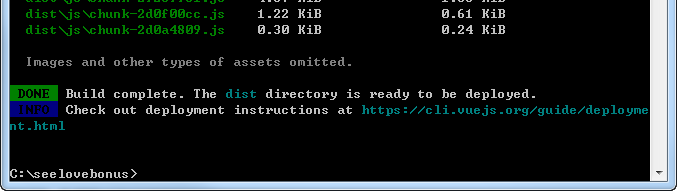 dist\js\chunk-2d0f00cc.js 1.22 KiB 0.61 KiB
dist\js\chunk-2d0a4809.js 0.30 KiB 0.24 KiB
Images and other types of assets omitted.
DONE Build complete. The dist directory is ready to be deployed.
INFO Check out deployment instructions at https://cli.vuejs.org/guide/deployme
nt.html
C:\seelovebonus>